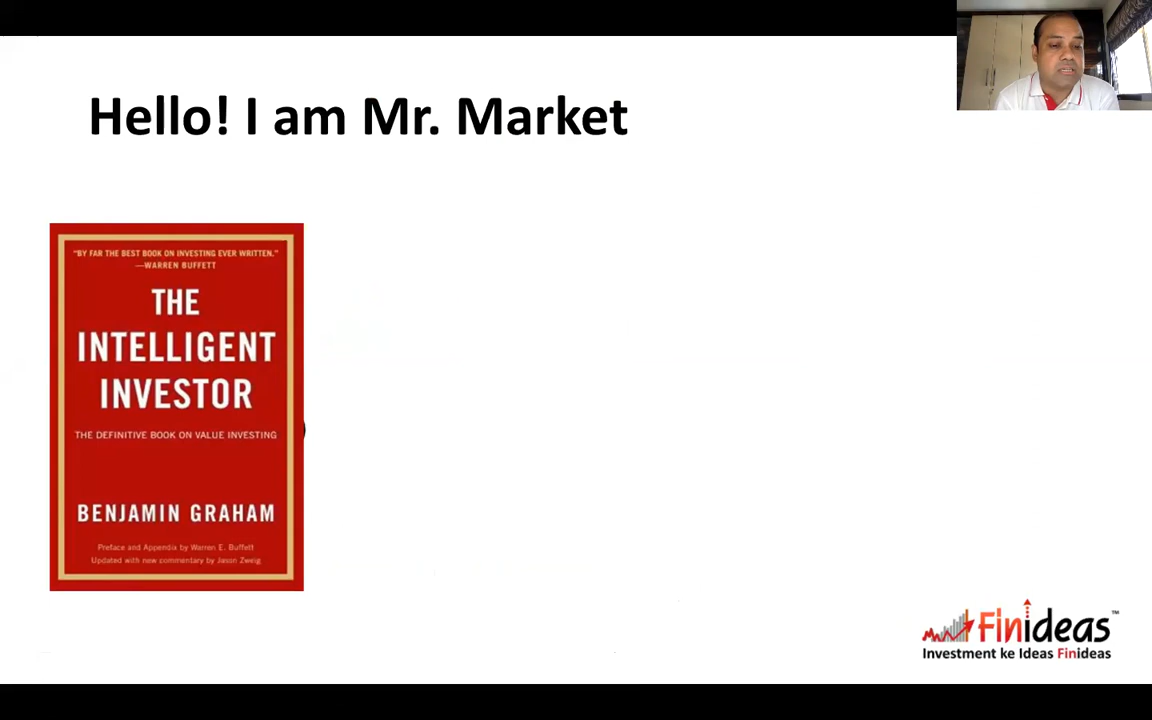 Hello! I am Mr. Market
"BY FAR THE BEST BOOK ON INVESTING EVER WRITTEN."
—WARREN BUFFETT
THE
INTELLIGENT
INVESTOR
THE DEFINITIVE BOOK ON VALUE INVESTING
BENJAMIN GRAHAM
Preface and Appendix by Warren E. Buffett
Updated with new commentary by Jason Zweig
Finideas™
Investment ke Ideas Finideas